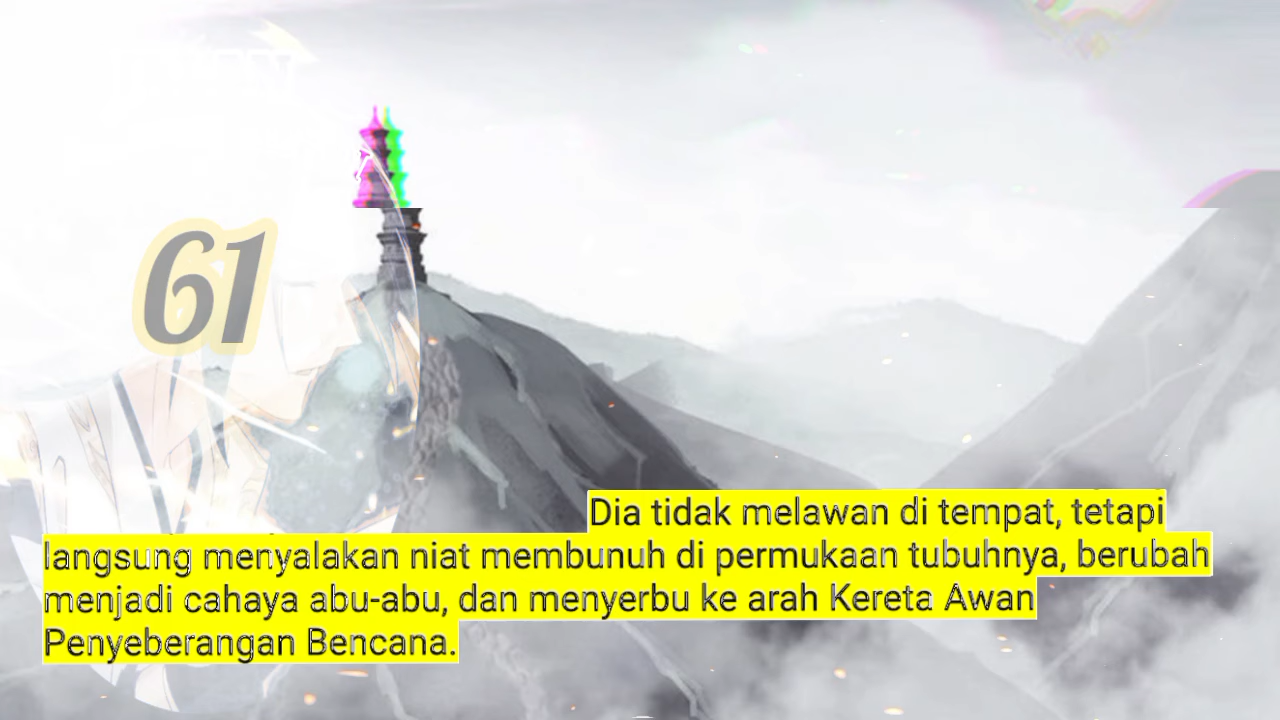 61
Dia tidak melawan di tempat, tetapi
langsung menyalakan niat membunuh di permukaan tubuhnya, berubah
menjadi cahaya abu-abu, dan menyerbu ke arah Kereta Awan
Penyeberangan Bencana.